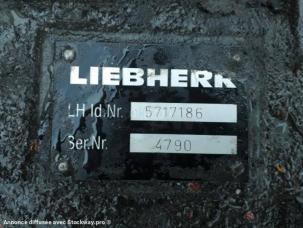 LIEBHERR
LH Id.Nr. 5717186
Ser.Nr. 4790
Annonce diffusée avec Stockway.pro ®